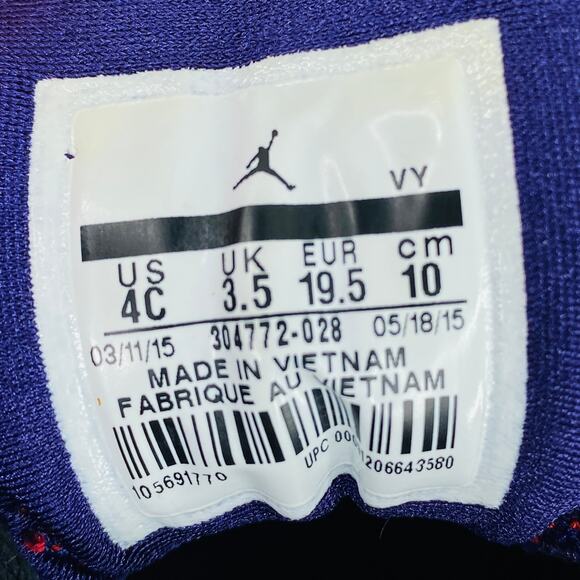 VY
US UK EUR cm
4C 3.5 19.5 10
03/11/15 304772-028 05/18/15
MADE IN VIETNAM
FABRIQUE AU VIETNAM
105691770 UPC